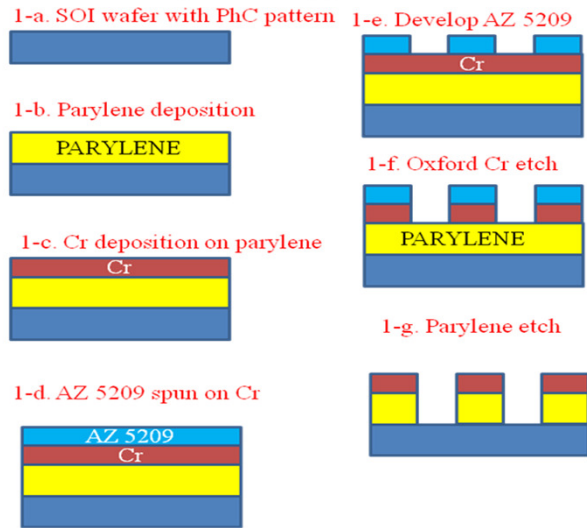 1-a. SOI wafer with PhC pattern
1-b. Parylene deposition
PARYLENE
1-c. Cr deposition on parylene
Cr
1-d. AZ 5209 spun on Cr
AZ 5209
Cr
1-e. Develop AZ 5209
Cr
1-f. Oxford Cr etch
PARYLENE
1-g. Parylene etch